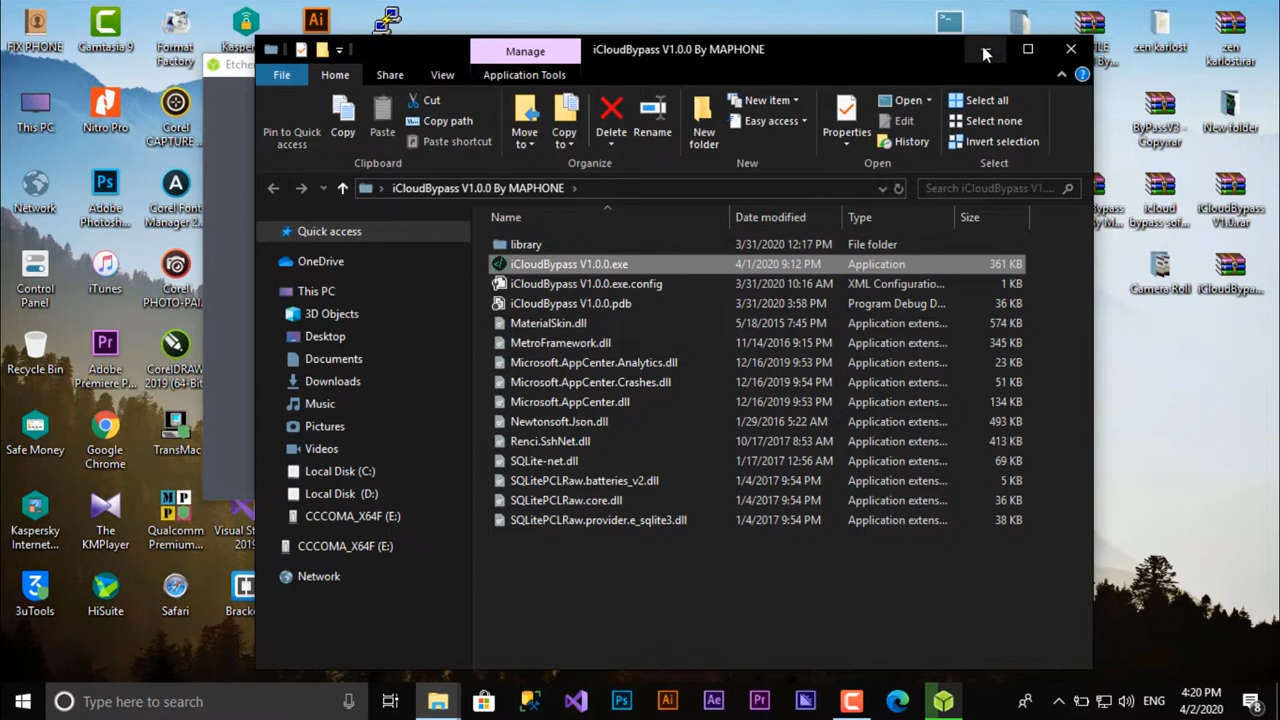 FIX PHONE
Camtasia 9
Format
Factory
Kaspe
Etche
Manage
iCloudBypass V1.0.0 By MAPHONE
File
Home
Share
View
Application Tools
Pin to Quick
access
Copy
Paste
Cut
Copy path
Paste shortcut
Clipboard
Move
to
Copy
to
Delete
Rename
Organize
New
folder
New item
Easy access
New
Properties
Open
Edit
History
Open
Select all
Select none
Invert selection
Select
iCloudBypass V1.0.0 By MAPHONE
Search iCloudBypass V1....
Name
Date modified
Type
Size
library 3/31/2020 12:17 PM File folder
iCloudBypass V1.0.0.exe 4/1/2020 9:12 PM Application 361 KB
iCloudBypass V1.0.0.exe.config 3/31/2020 10:16 AM XML Configuratio... 1 KB
iCloudBypass V1.0.0.pdb 3/31/2020 3:58 PM Program Debug D... 36 KB
MaterialSkin.dll 5/18/2015 7:45 PM Application extens... 574 KB
MetroFramework.dll 11/14/2016 9:15 PM Application extens... 345 KB
Microsoft.AppCenter.Analytics.dll 12/16/2019 9:53 PM Application extens... 23 KB
Microsoft.AppCenter.Crashes.dll 12/16/2019 9:54 PM Application extens... 51 KB
Microsoft.AppCenter.dll 12/16/2019 9:53 PM Application extens... 134 KB
Newtonsoft.Json.dll 1/29/2016 5:22 AM Application extens... 493 KB
Renci.SshNet.dll 10/17/2017 8:53 AM Application extens... 413 KB
SQLite-net.dll 1/17/2017 12:56 AM Application extens... 69 KB
SQLitePCLRaw.batteries_v2.dll 1/4/2017 9:54 PM Application extens... 5 KB
SQLitePCLRaw.core.dll 1/4/2017 9:54 PM Application extens... 36 KB
SQLitePCLRaw.provider.e_sqlite3.dll 1/4/2017 9:54 PM Application extens... 38 KB
Quick access
OneDrive
This PC
3D Objects
Desktop
Documents
Downloads
Music
Pictures
Videos
Local Disk (C:)
Local Disk (D:)
CCCOMA_X64F (E:)
CCCOMA_X64F (E:)
Network
This PC
Nitro Pro
Corel
CAPTURE ...
Network
Adobe
Photosh...
Corel Font
Manager 2...
Control
Panel
iTunes
Corel
PHOTO-PAI
Recycle Bin
Adobe
Premiere P...
CorelDRAW
2019 (64-Bit)
Safe Money
Google
Chrome
TransMac
Kaspersky
Internet...
The
KMPlayer
Qualcomm
Premium...
Visual St
2019
3uTools
HiSuite
Safari
Bracke
FILE
By...
zen karlost
zen
karlost.rar
ByPassV3 -
Copy.rar
New folder
Bypass
By M...
icloud
bypass sof...
iCloudBypass
V1.0.rar
Camera Roll
iCloudBypa...
Type here to search
ENG
4:20 PM
4/2/2020
8